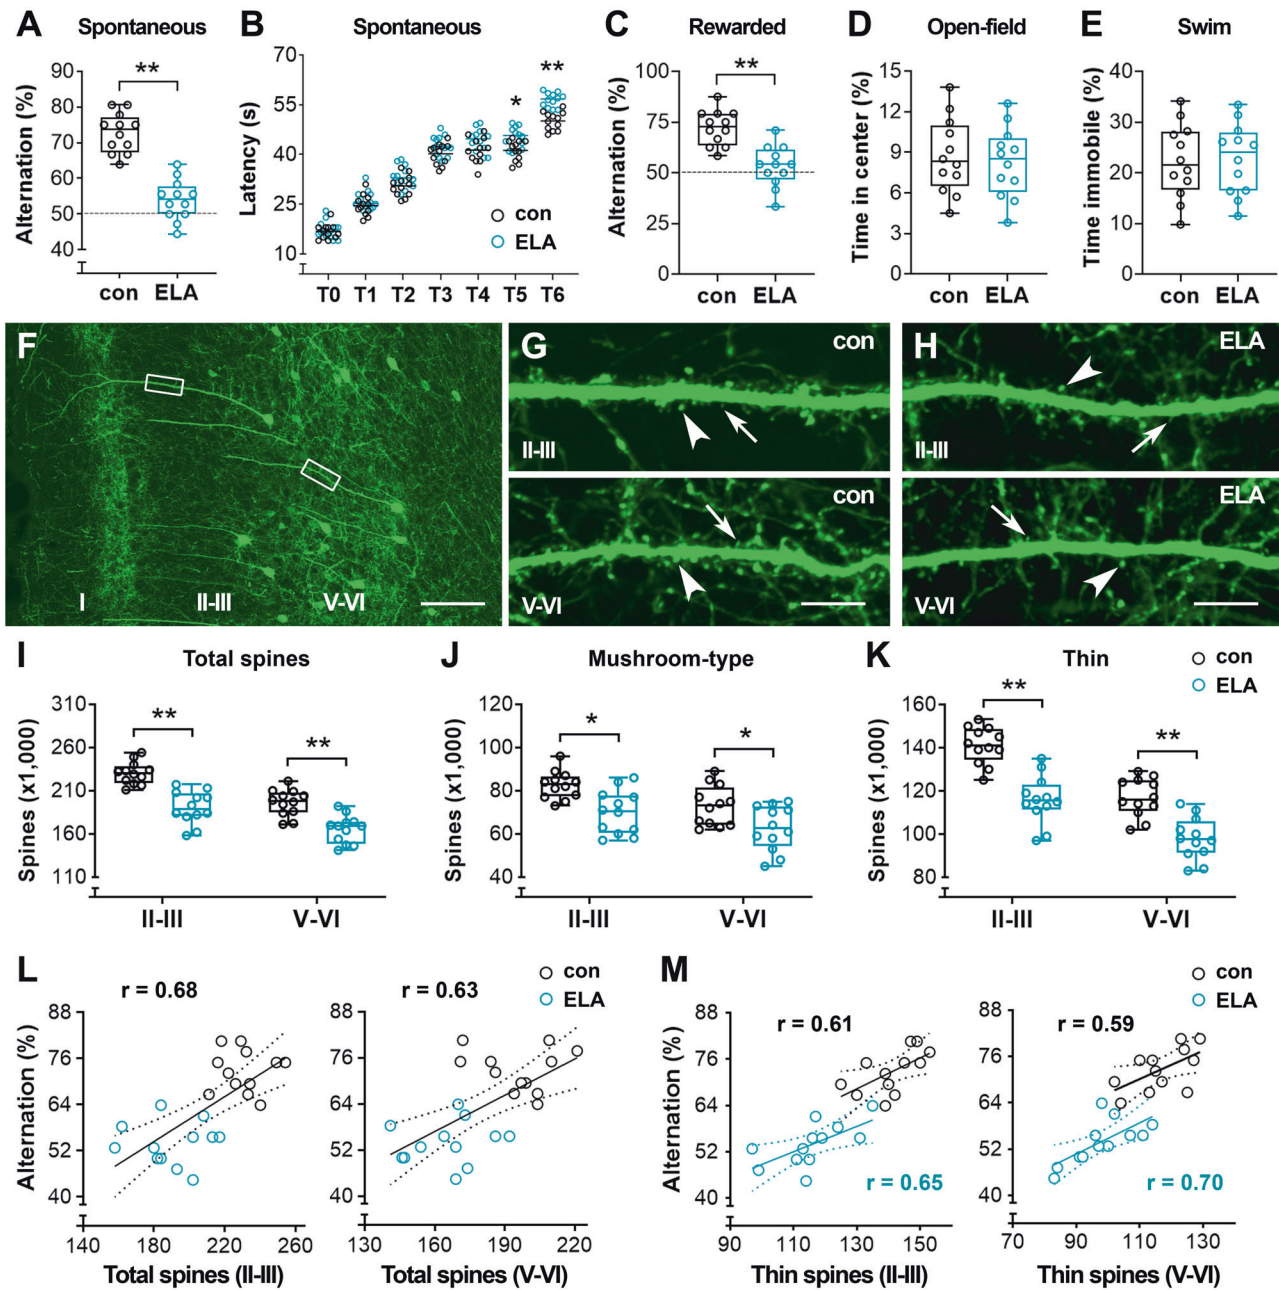 A Spontaneous
Alternation (%)
90
80
70
60
50
40
**
con ELA
B Spontaneous
Latency (s)
70
55
40
25
10
*
**
con
ELA
T0 T1 T2 T3 T4 T5 T6
C Rewarded
Alternation (%)
100
75
50
25
0
**
con ELA
D Open-field
Time in center (%)
15
12
9
6
3
0
con ELA
E Swim
Time immobile (%)
40
30
20
10
0
con ELA
F
I II-III V-VI
G con
II-III
con
V-VI
H ELA
II-III
ELA
V-VI
I Total spines
Spines (x1,000)
310
260
210
160
110
**
**
II-III V-VI
J Mushroom-type
Spines (x1,000)
120
100
80
60
40
*
*
II-III V-VI
K Thin
con
ELA
Spines (x1,000)
160
140
120
100
80
**
**
II-III V-VI
L
con
ELA
r = 0.68
Alternation (%)
88
76
64
52
40
140 180 220 260
Total spines (II-III)
r = 0.63
88
76
64
52
40
130 160 190 220
Total spines (V-VI)
M
con
ELA
r = 0.61
r = 0.65
Alternation (%)
88
76
64
52
40
90 110 130 150
Thin spines (II-III)
r = 0.59
r = 0.70
88
76
64
52
40
70 90 110 130
Thin spines (V-VI)